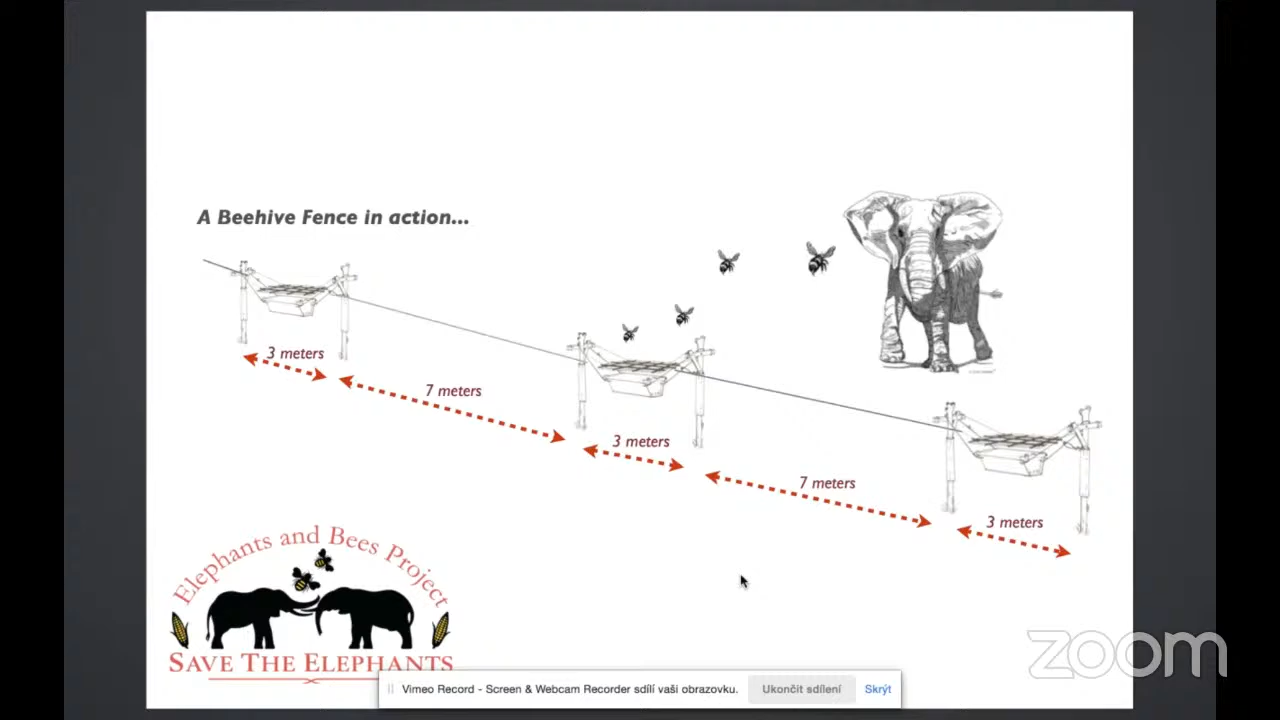 A Beehive Fence in action...
3 meters
7 meters
3 meters
7 meters
3 meters
Elephants and Bees Project
SAVE THE ELEPHANTS
Vimeo Record - Screen & Webcam Recorder sdílí vaši obrazovku.
Ukončit sdílení
Skrýt
zoom